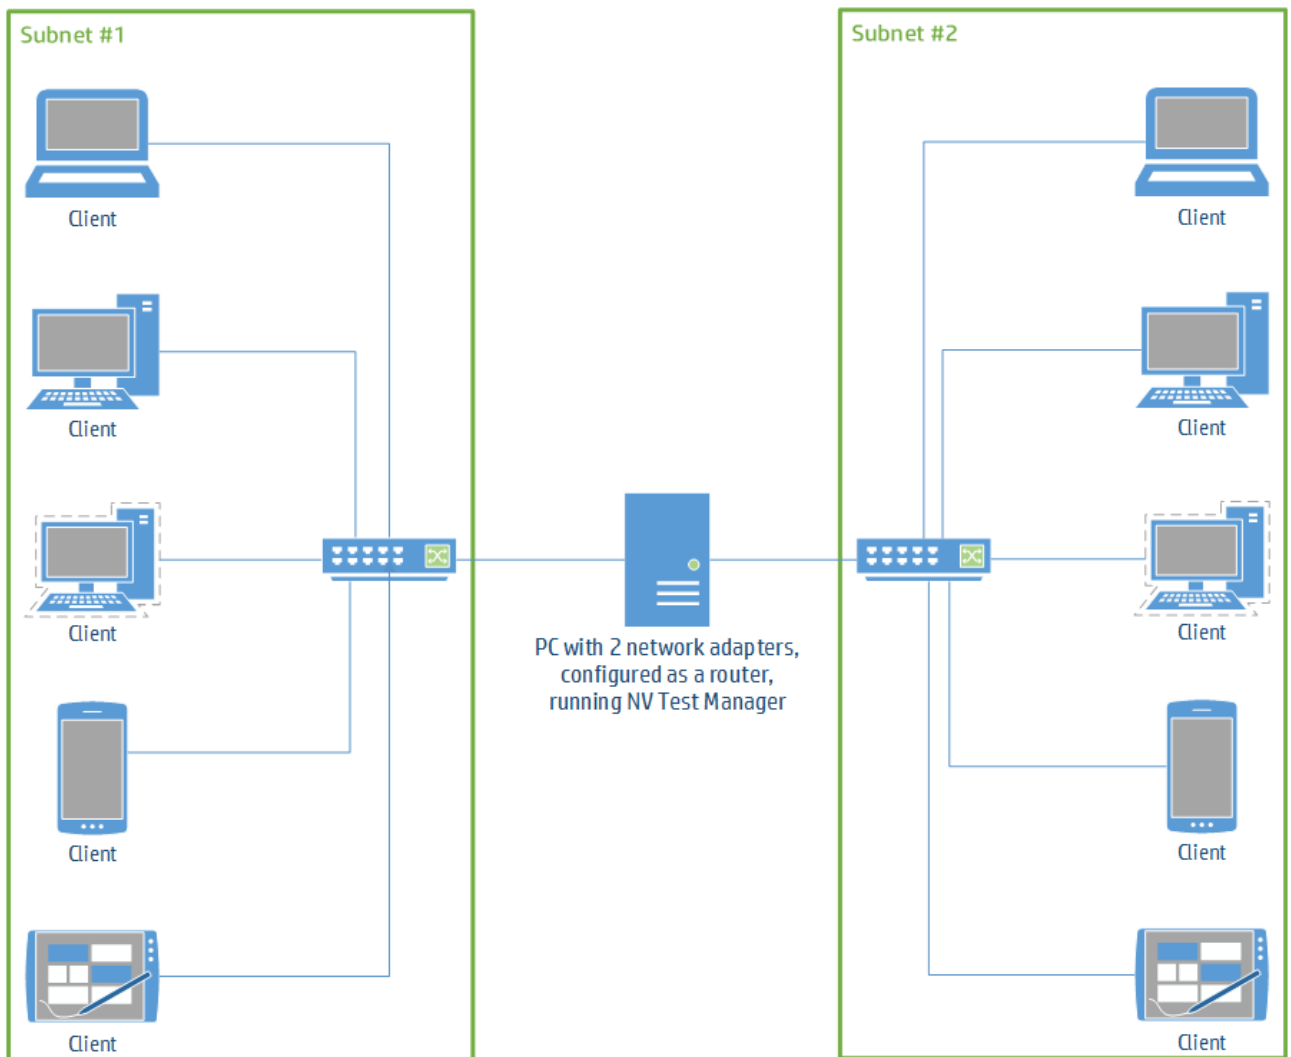 Subnet #1
Client
Client
Client
Client
Client
PC with 2 network adapters,
configured as a router,
running NV Test Manager
Subnet #2
Client
Client
Client
Client
Client